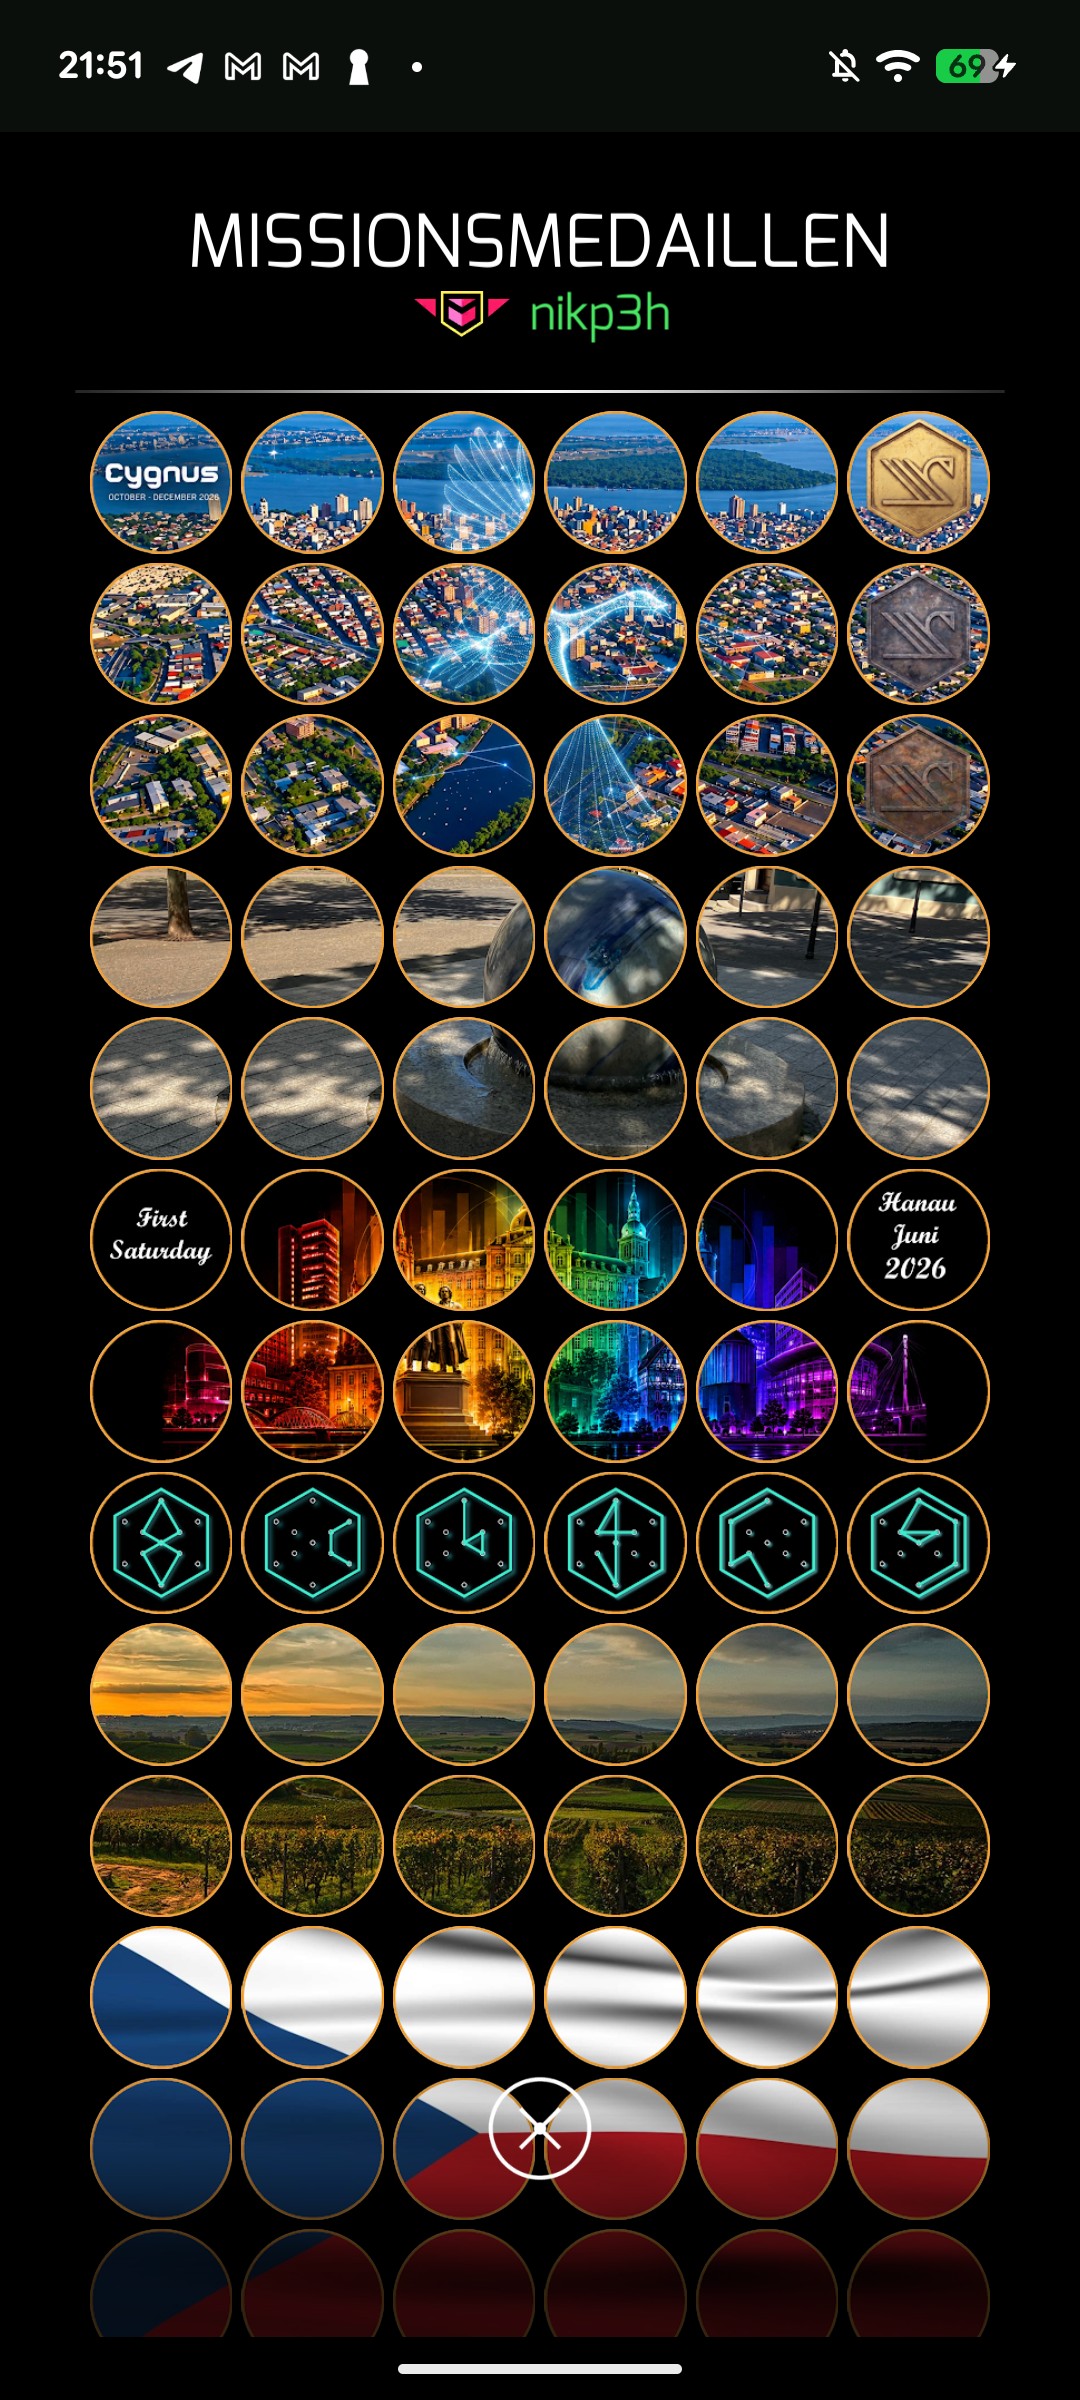 21:51
69
MISSIONSMEDAILLEN
nikp3h
Cygnus
OCTOBER - DECEMBER 2026
First
Saturday
Hanau
Juni
2026